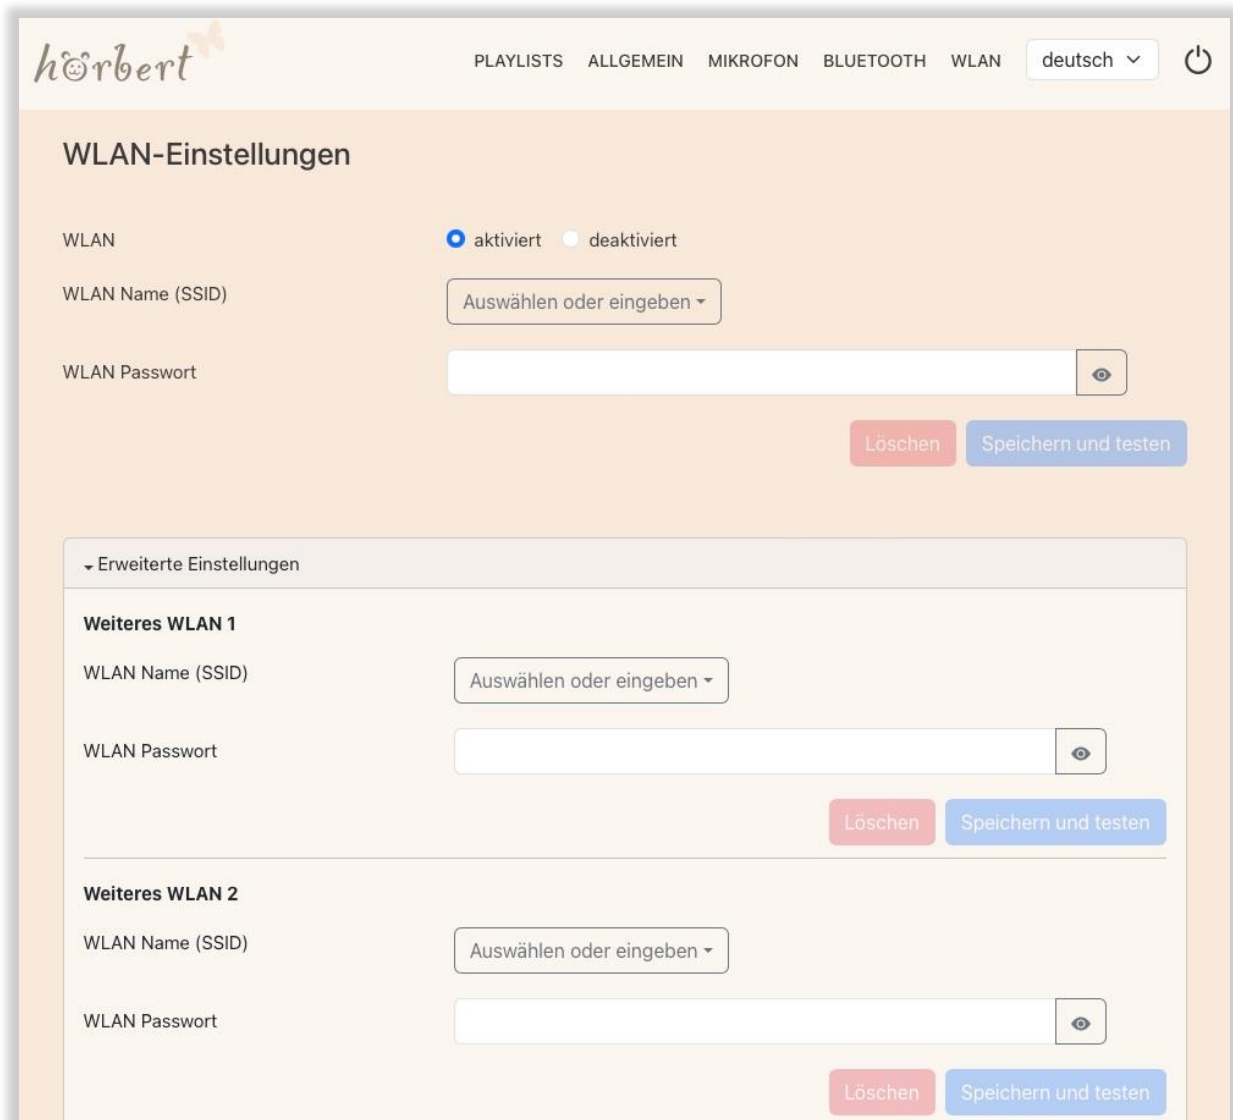 hörbert
PLAYLISTS ALLGEMEIN MIKROFON BLUETOOTH WLAN deutsch
WLAN-Einstellungen
WLAN aktiviert deaktiviert
WLAN Name (SSID) Auswählen oder eingeben
WLAN Passwort
Löschen Speichern und testen
Erweiterte Einstellungen
Weiteres WLAN 1
WLAN Name (SSID) Auswählen oder eingeben
WLAN Passwort
Löschen Speichern und testen
Weiteres WLAN 2
WLAN Name (SSID) Auswählen oder eingeben
WLAN Passwort
Löschen Speichern und testen